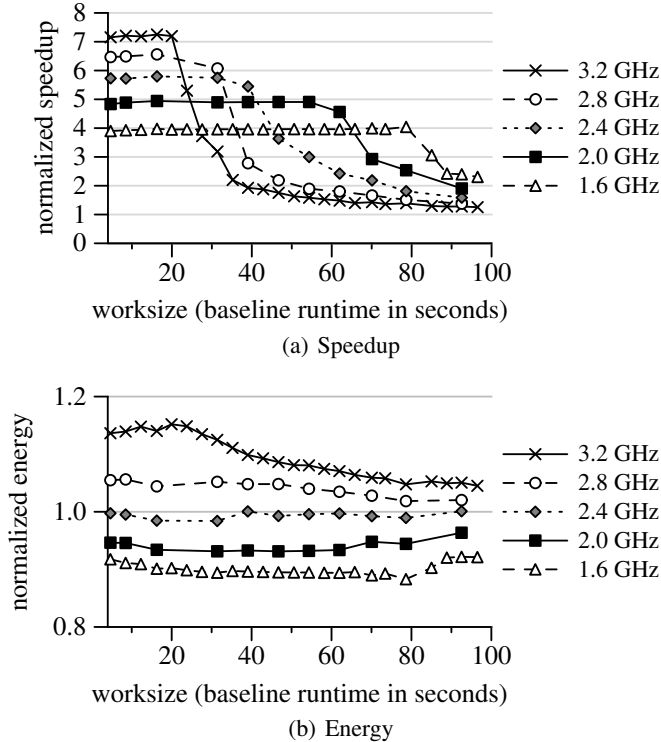 8
7
6
5
4
3
2
1
0
normalized speedup
20 40 60 80 100
worksize (baseline runtime in seconds)
3.2 GHz
2.8 GHz
2.4 GHz
2.0 GHz
1.6 GHz
(a) Speedup
1.2
1.0
0.8
normalized energy
20 40 60 80 100
worksize (baseline runtime in seconds)
3.2 GHz
2.8 GHz
2.4 GHz
2.0 GHz
1.6 GHz
(b) Energy